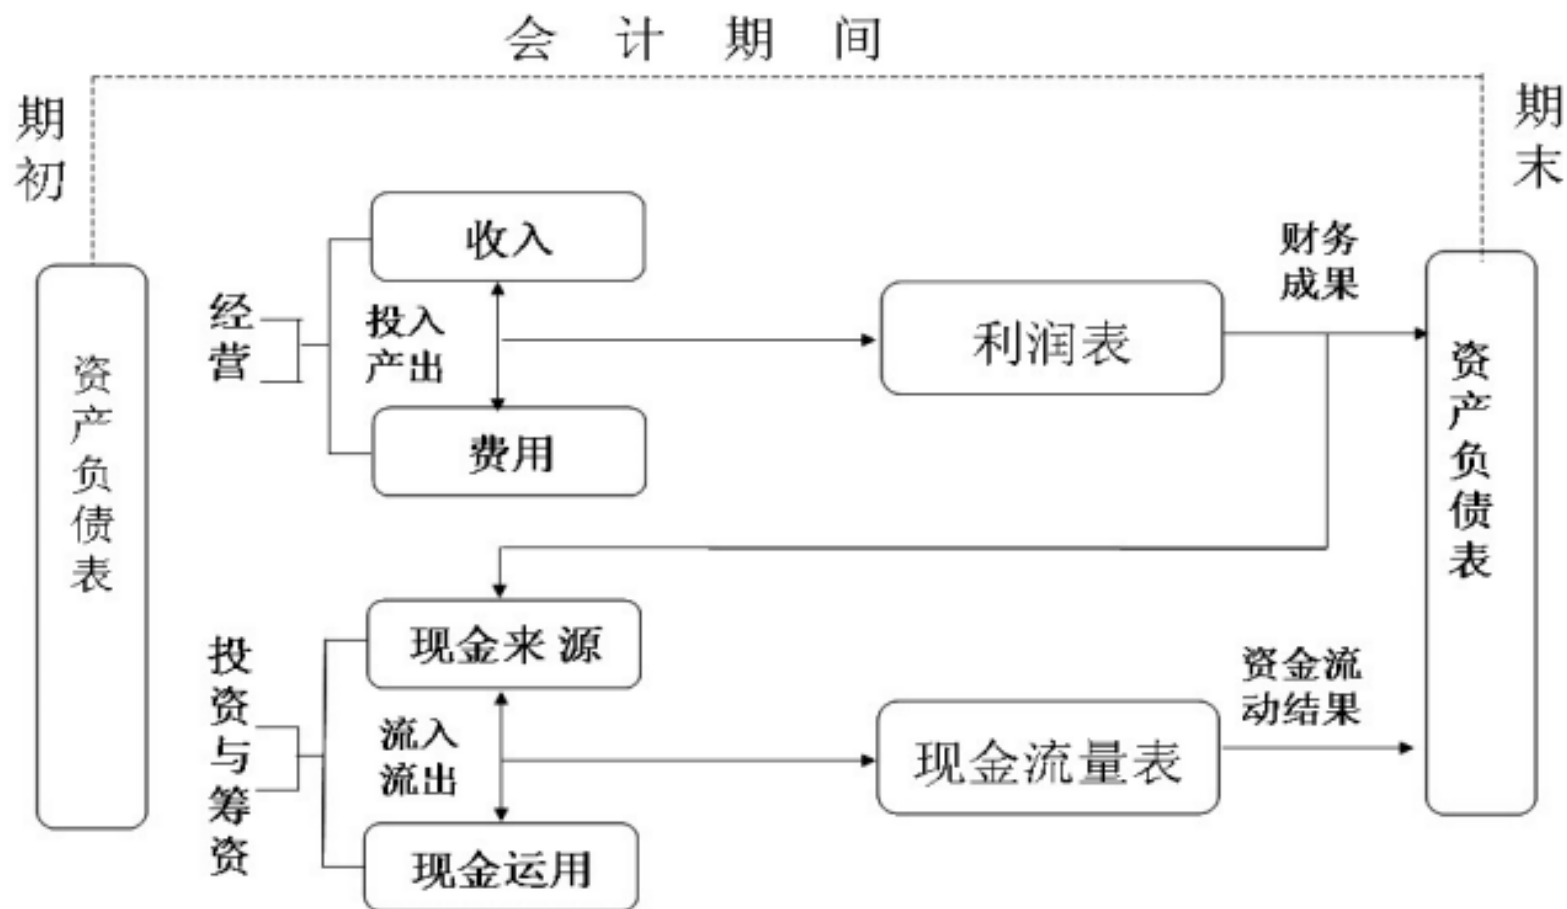 会 计 期 间
期初
期末
收入
财务
成果
经营
投入
产出
利润表
资产负债表
资产负债表
费用
现金来 源
投资与筹资
资金流
动结果
流入
流出
现金流量表
现金运用